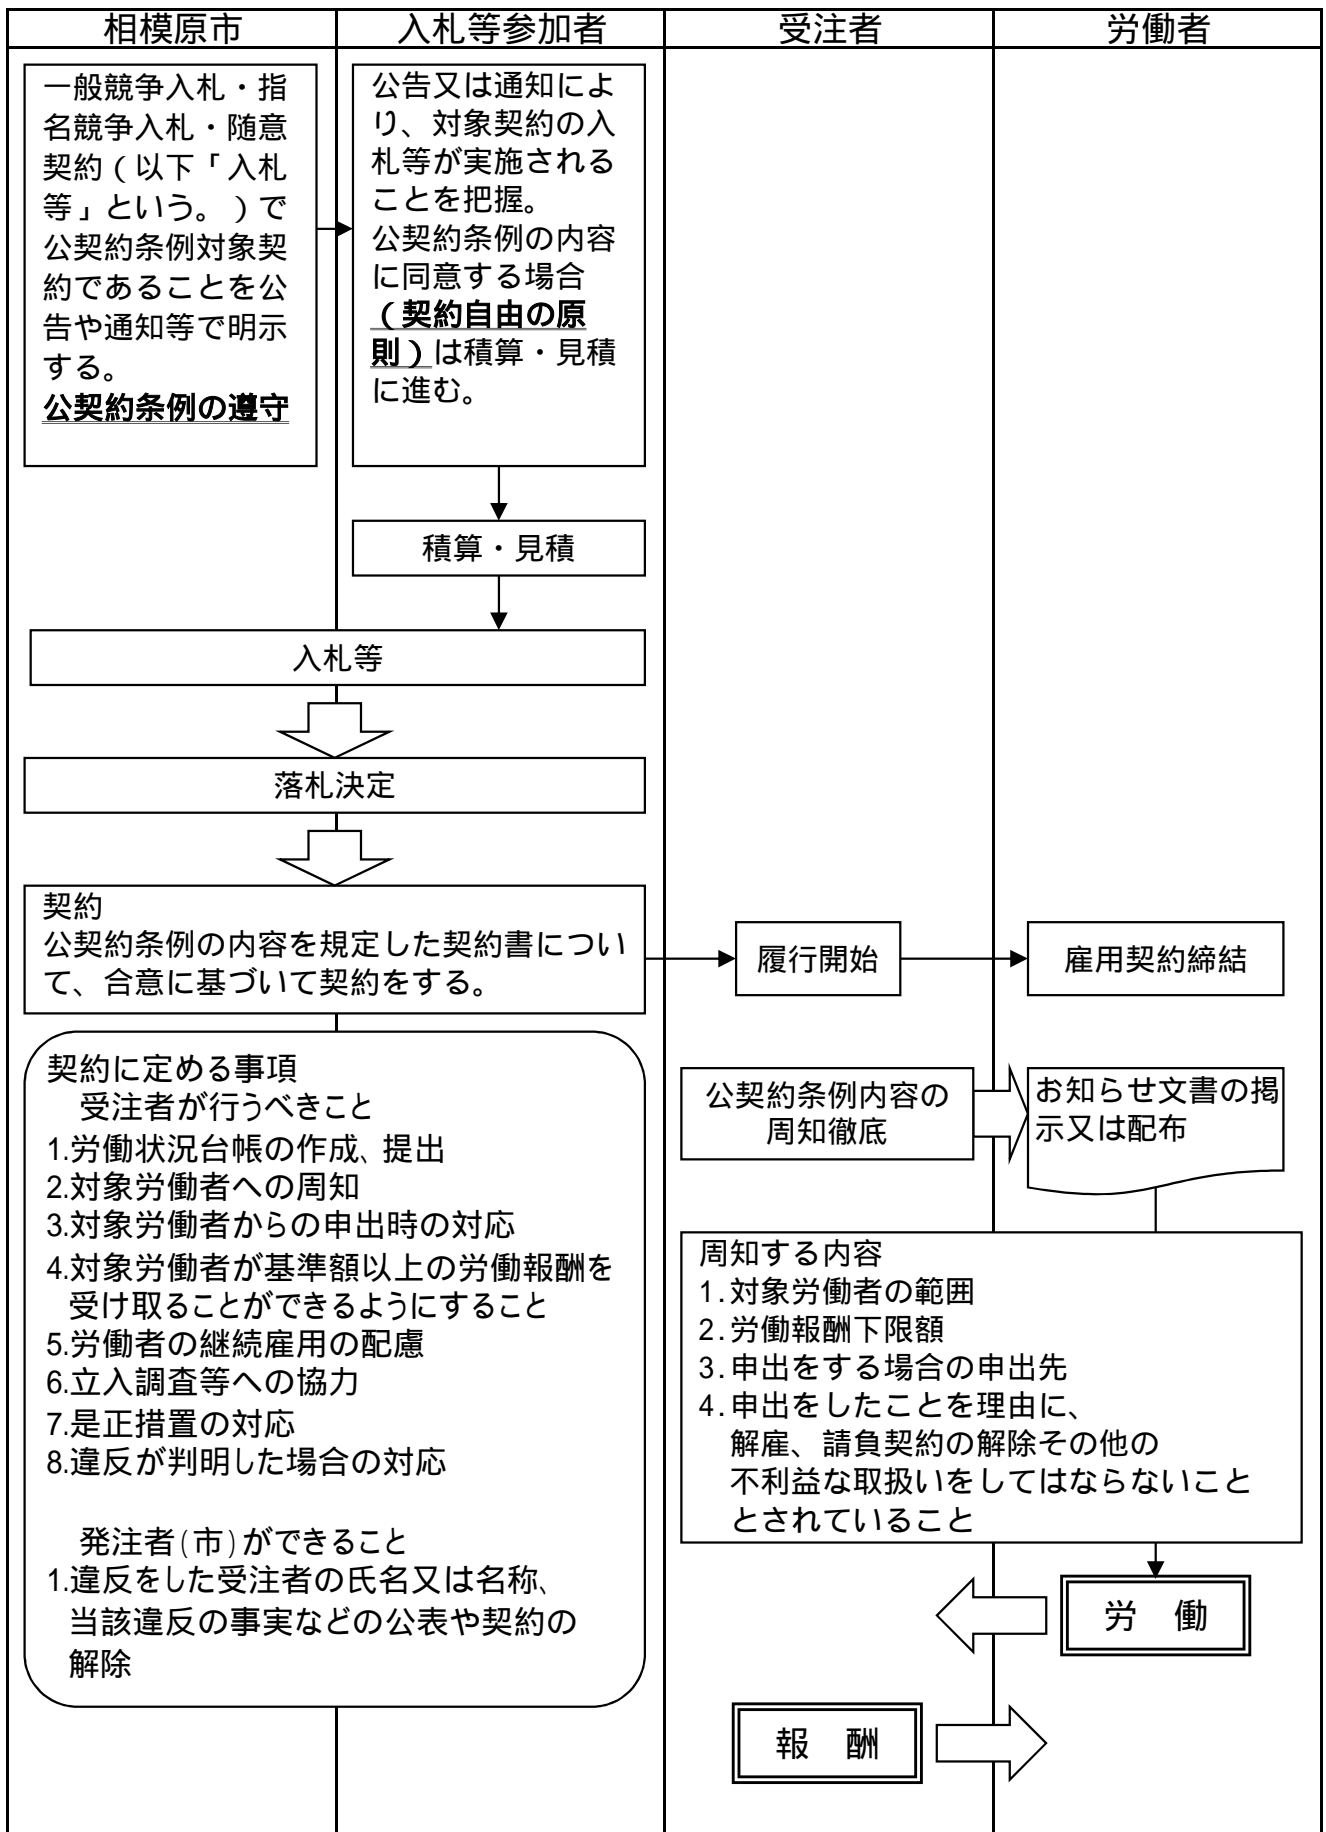 相模原市
入札等参加者
受注者
労働者
一般競争入札・指
名競争入札・随意
契約（以下「入札
等」という。）で
公契約条例対象契
約であることを公
告や通知等で明示
する。
公契約条例の遵守
公告又は通知によ
り、対象契約の入
札等が実施される
ことを把握。
公契約条例の内容
に同意する場合
（契約自由の原
則）は積算・見積
に進む。
積算・見積
入札等
落札決定
契約
公契約条例の内容を規定した契約書につい
て、合意に基づいて契約をする。
履行開始
雇用契約締結
契約に定める事項
受注者が行うべきこと
1.労働状況台帳の作成、提出
2.対象労働者への周知
3.対象労働者からの申出時の対応
4.対象労働者が基準額以上の労働報酬を
受け取ることができるようにすること
5.労働者の継続雇用の配慮
6.立入調査等への協力
7.是正措置の対応
8.違反が判明した場合の対応
発注者(市)ができること
1.違反をした受注者の氏名又は名称、
当該違反の事実などの公表や契約の
解除
公契約条例内容の
周知徹底
お知らせ文書の掲
示又は配布
周知する内容
1.対象労働者の範囲
2.労働報酬下限額
3.申出をする場合の申出先
4.申出をしたことを理由に、
解雇、請負契約の解除その他の
不利益な取扱いをしてはならないこと
とされていること
労　働
報　酬